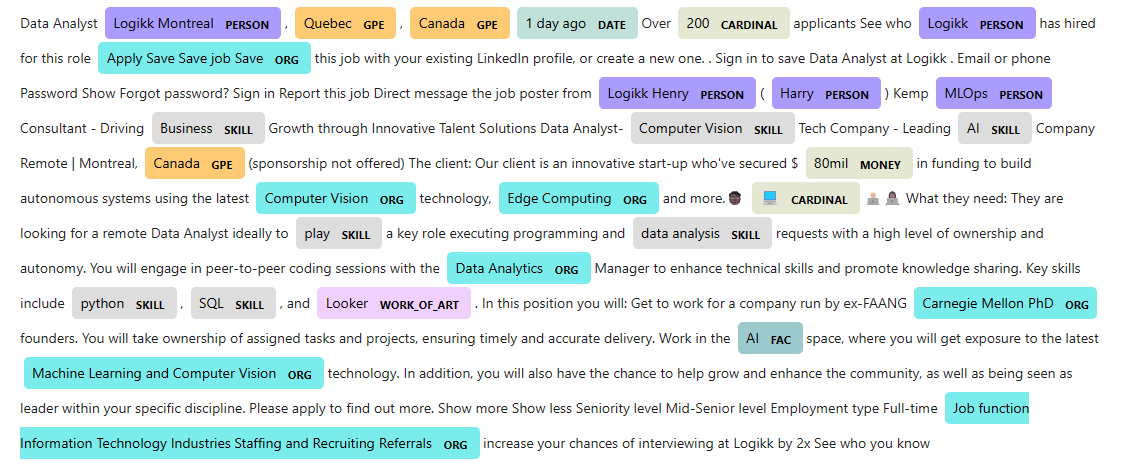 Data Analyst Logikk Montreal PERSON , Quebec GPE , Canada GPE 1 day ago DATE Over 200 CARDINAL applicants See who Logikk PERSON has hired
for this role Apply Save Save job Save ORG this job with your existing LinkedIn profile, or create a new one. . Sign in to save Data Analyst at Logikk . Email or phone
Password Show Forgot password? Sign in Report this job Direct message the job poster from Logikk Henry PERSON ( Harry PERSON ) Kemp MLOps PERSON
Consultant - Driving Business SKILL Growth through Innovative Talent Solutions Data Analyst- Computer Vision SKILL Tech Company - Leading AI SKILL Company
Remote | Montreal, Canada GPE (sponsorship not offered) The client: Our client is an innovative start-up who've secured $ 80mil MONEY in funding to build
autonomous systems using the latest Computer Vision ORG technology, Edge Computing ORG and more. CARDINAL What they need: They are
looking for a remote Data Analyst ideally to play SKILL a key role executing programming and data analysis SKILL requests with a high level of ownership and
autonomy. You will engage in peer-to-peer coding sessions with the Data Analytics ORG Manager to enhance technical skills and promote knowledge sharing. Key skills
include python SKILL , SQL SKILL , and Looker WORK_OF_ART . In this position you will: Get to work for a company run by ex-FAANG Carnegie Mellon PhD ORG
founders. You will take ownership of assigned tasks and projects, ensuring timely and accurate delivery. Work in the AI FAC space, where you will get exposure to the latest
Machine Learning and Computer Vision ORG technology. In addition, you will also have the chance to help grow and enhance the community, as well as being seen as
leader within your specific discipline. Please apply to find out more. Show more Show less Seniority level Mid-Senior level Employment type Full-time Job function
Information Technology Industries Staffing and Recruiting Referrals ORG increase your chances of interviewing at Logikk by 2x See who you know